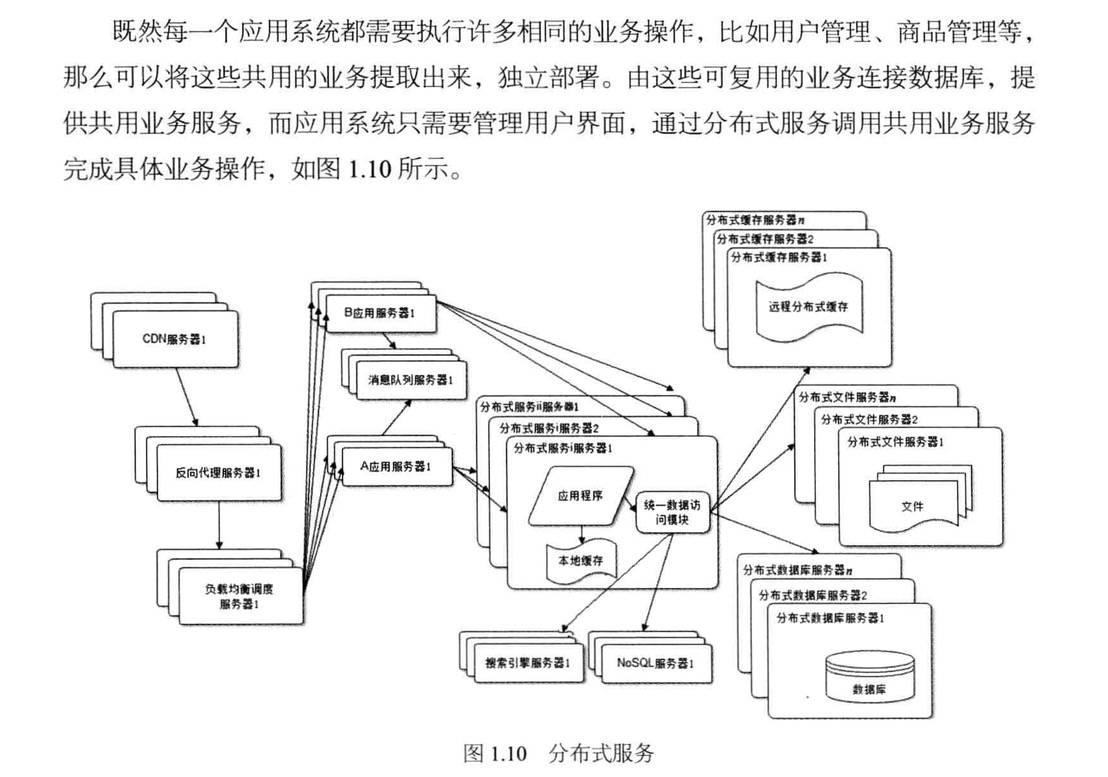 既然每一个应用系统都需要执行许多相同的业务操作，比如用户管理、商品管理等，
那么可以将这些共用的业务提取出来，独立部署。由这些可复用的业务连接数据库，提
供共用业务服务，而应用系统只需要管理用户界面，通过分布式服务调用共用业务服务
完成具体业务操作，如图 1.10 所示。
分布式缓存服务器n
分布式缓存服务器2
分布式缓存服务器1
远程分布式缓存
CDN服务器1
B应用服务器1
消息队列服务器1
反向代理服务器1
A应用服务器1
负载均衡调度
服务器1
分布式服务ii服务器1
分布式服务i服务器2
分布式服务i服务器1
应用程序
统一数据访
问模块
本地缓存
分布式文件服务器n
分布式文件服务器2
分布式文件服务器1
文件
分布式数据库服务器n
分布式数据库服务器2
分布式数据库服务器1
数据库
搜索引擎服务器1
NoSQL服务器1
图 1.10 分布式服务